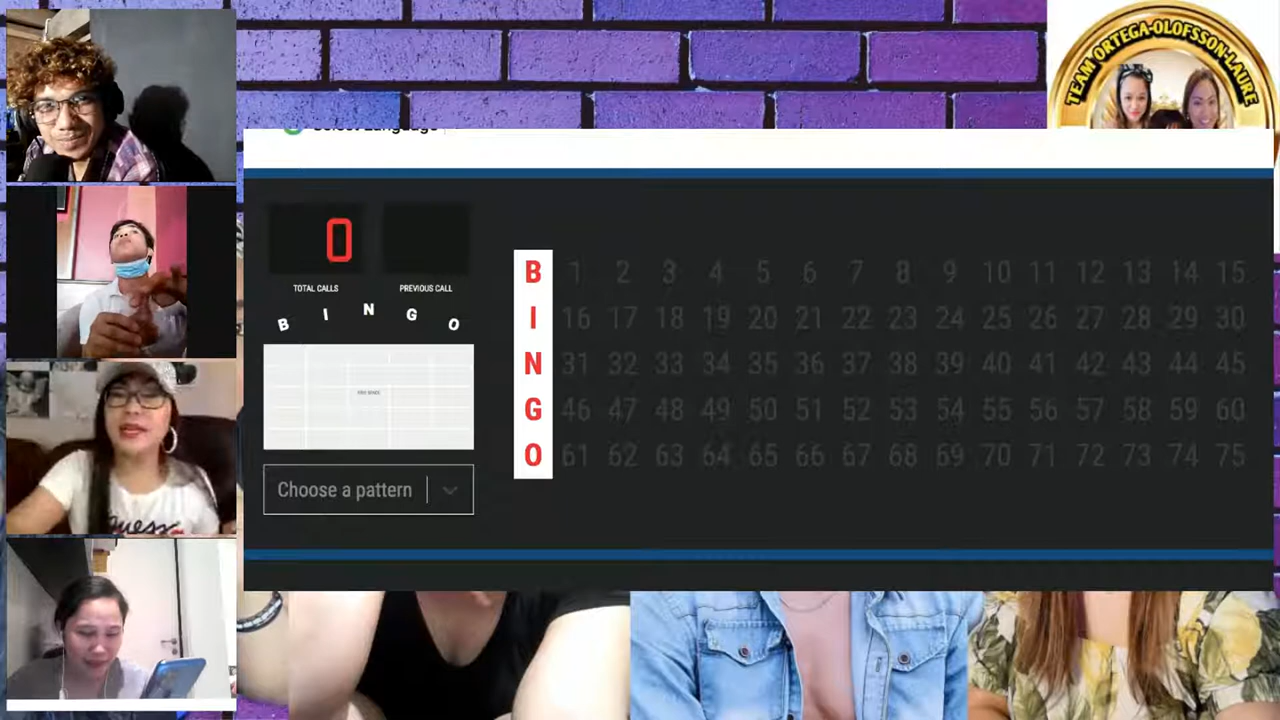 TEAM ORTEGA-OLOFSSON-LAURE
Select Language
0
TOTAL CALLS
PREVIOUS CALL
B I N G O
FREE SPACE
Choose a pattern
B 1 2 3 4 5 6 7 8 9 10 11 12 13 14 15
I 16 17 18 19 20 21 22 23 24 25 26 27 28 29 30
N 31 32 33 34 35 36 37 38 39 40 41 42 43 44 45
G 46 47 48 49 50 51 52 53 54 55 56 57 58 59 60
O 61 62 63 64 65 66 67 68 69 70 71 72 73 74 75
Guess